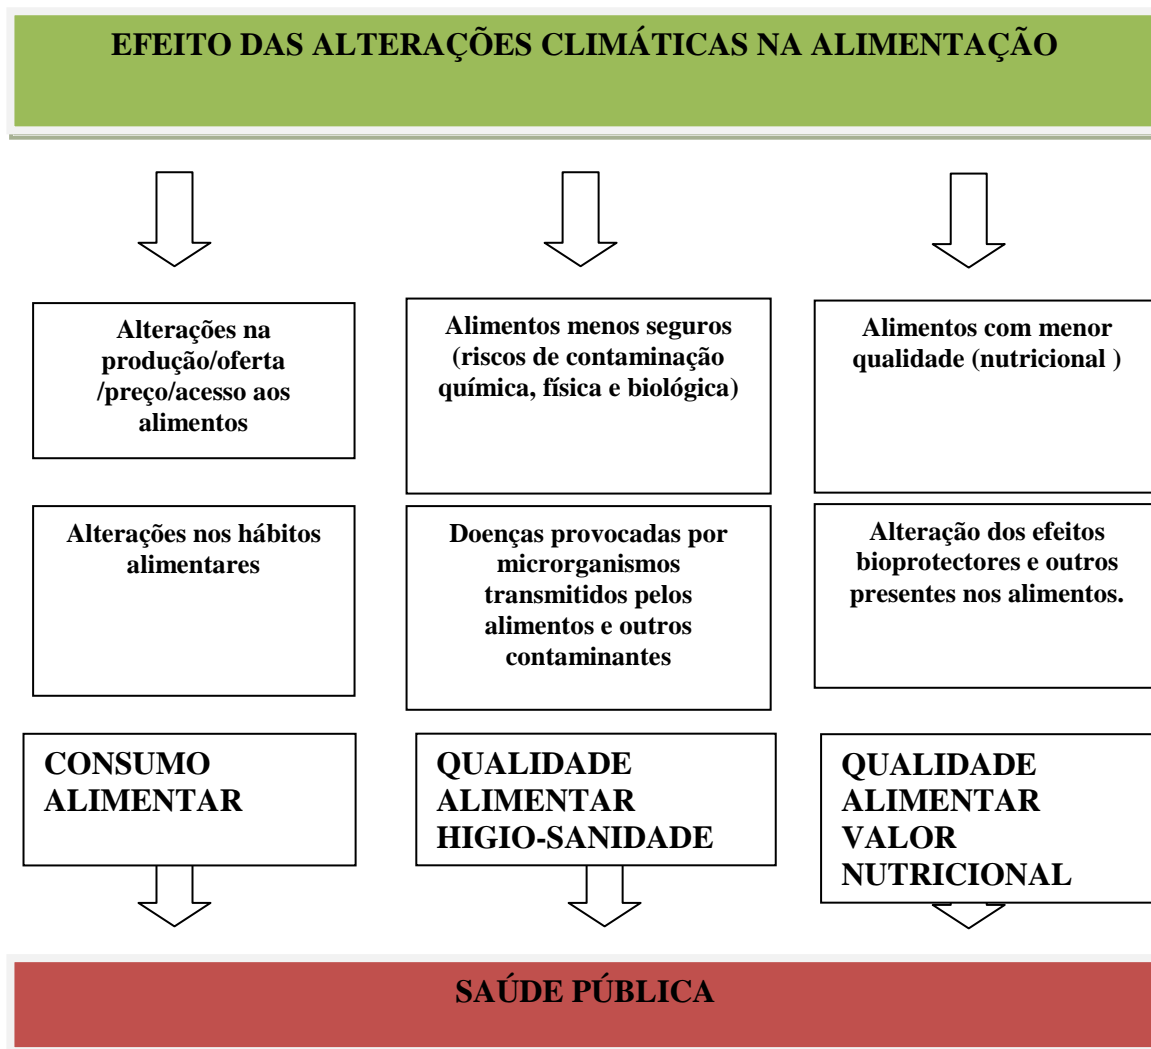 EFEITO DAS ALTERAÇÕES CLIMÁTICAS NA ALIMENTAÇÃO
Alterações na
produção/oferta
/preço/acesso aos
alimentos
Alimentos menos seguros
(riscos de contaminação
química, física e biológica)
Alimentos com menor
qualidade (nutricional )
Alterações nos hábitos
alimentares
Doenças provocadas por
microrganismos
transmitidos pelos
alimentos e outros
contaminantes
Alteração dos efeitos
bioprotectores e outros
presentes nos alimentos.
CONSUMO
ALIMENTAR
QUALIDADE
ALIMENTAR
HIGIO-SANIDADE
QUALIDADE
ALIMENTAR
VALOR
NUTRICIONAL
SAÚDE PÚBLICA